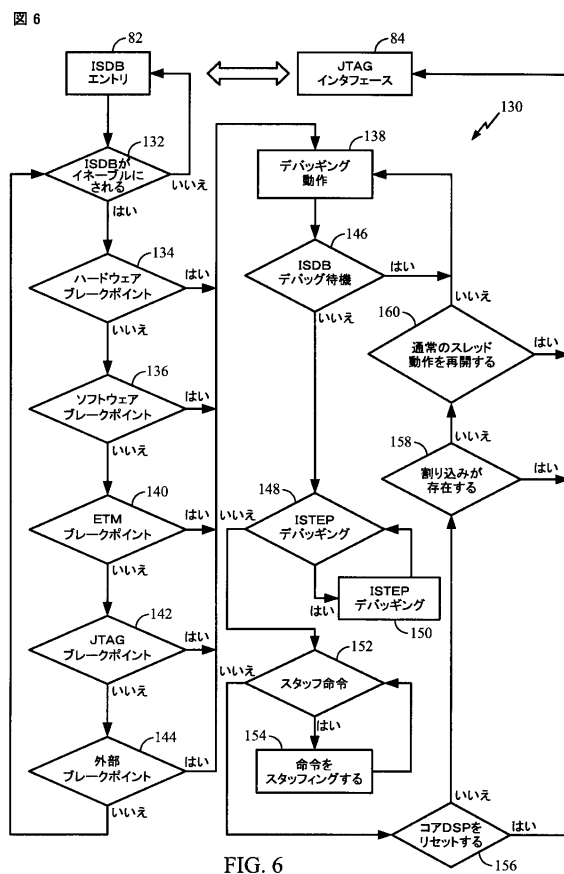 図 6
82
ISDB
エントリ
84
JTAG
インタフェース
130
132
ISDBが
イネーブルに
される
いいえ
はい
134
ハードウェア
ブレークポイント
はい
いいえ
136
ソフトウェア
ブレークポイント
はい
いいえ
140
ETM
ブレークポイント
はい
いいえ
142
JTAG
ブレークポイント
はい
いいえ
144
外部
ブレークポイント
はい
いいえ
138
デバッギング
動作
146
ISDB
デバッグ待機
はい
いいえ
148
いいえ
ISTEP
デバッギング
はい
ISTEP
デバッギング
150
152
いいえ
スタッフ命令
はい
154
命令を
スタッフィングする
いいえ
160
通常のスレッド
動作を再開する
はい
いいえ
158
割り込みが
存在する
はい
いいえ
コアDSPを
リセットする
はい
156
FIG. 6